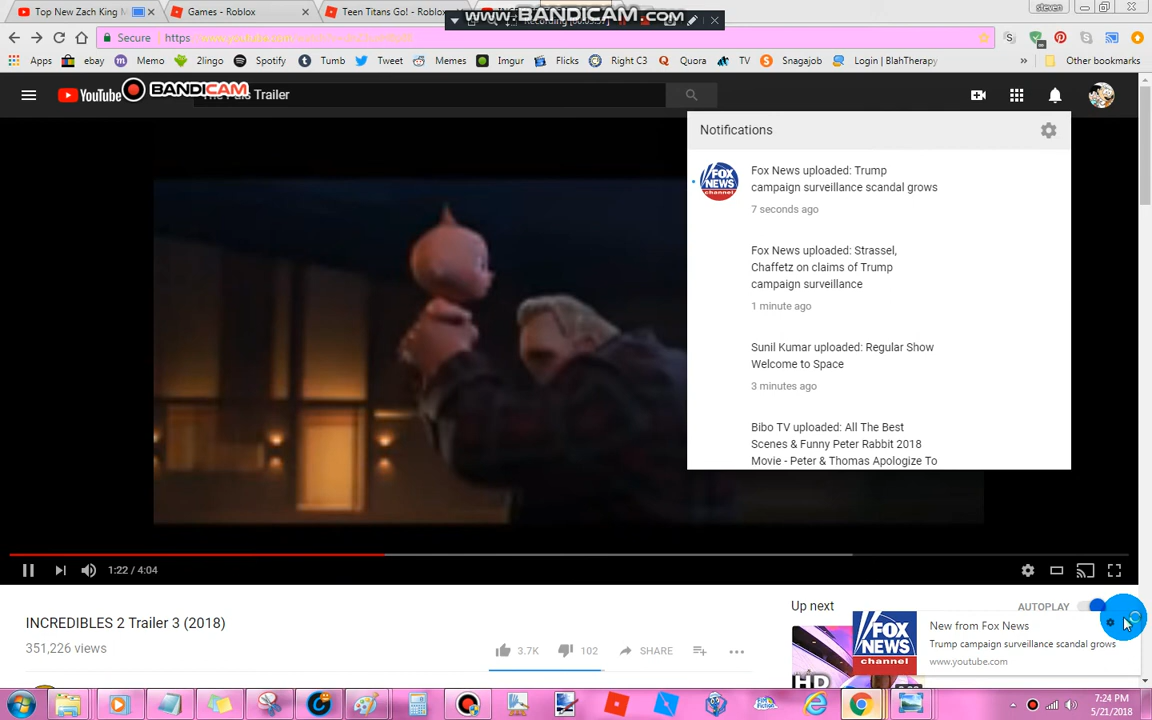 Top New Zach King M
Games - Roblox
Teen Titans Go! - Roblox
www.BANDICAM.com
steven
Secure
https
Apps
ebay
Memo
2lingo
Spotify
Tumb
Tweet
Memes
Imgur
Flicks
Right C3
Quora
TV
Snagajob
Login | BlahTherapy
»
Other bookmarks
YouTube
BANDICAM
Trailer
Notifications
FOX NEWS channel
Fox News uploaded: Trump
campaign surveillance scandal grows
7 seconds ago
Fox News uploaded: Strassel,
Chaffetz on claims of Trump
campaign surveillance
1 minute ago
Sunil Kumar uploaded: Regular Show
Welcome to Space
3 minutes ago
Bibo TV uploaded: All The Best
Scenes & Funny Peter Rabbit 2018
Movie - Peter & Thomas Apologize To
1:22 / 4:04
INCREDIBLES 2 Trailer 3 (2018)
351,226 views
3.7K
102
SHARE
Up next
AUTOPLAY
HD
FOX NEWS channel
New from Fox News
Trump campaign surveillance scandal grows
www.youtube.com
7:24 PM
5/21/2018